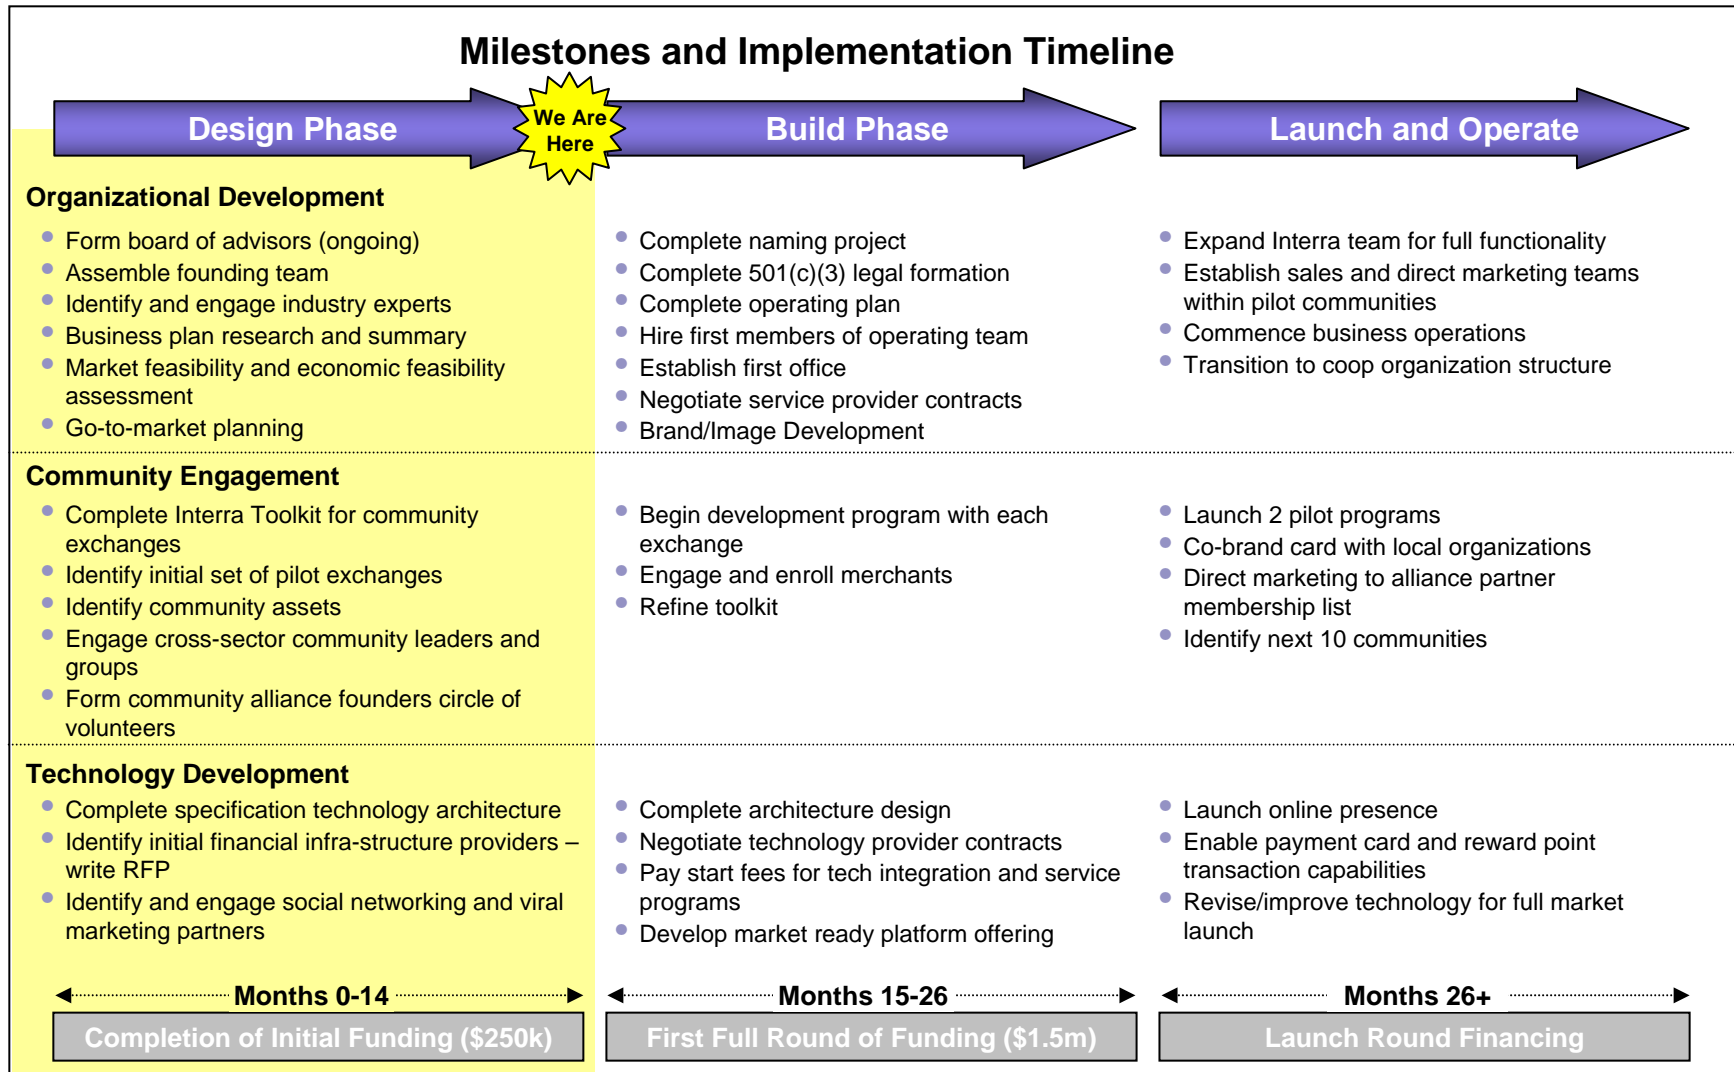 Milestones and Implementation Timeline
Design Phase
We Are
Here
Build Phase
Launch and Operate
Organizational Development
Form board of advisors (ongoing)
Assemble founding team
Identify and engage industry experts
Business plan research and summary
Market feasibility and economic feasibility
assessment
Go-to-market planning
Complete naming project
Complete 501(c)(3) legal formation
Complete operating plan
Hire first members of operating team
Establish first office
Negotiate service provider contracts
Brand/Image Development
Expand Interra team for full functionality
Establish sales and direct marketing teams
within pilot communities
Commence business operations
Transition to coop organization structure
Community Engagement
Complete Interra Toolkit for community
exchanges
Identify initial set of pilot exchanges
Identify community assets
Engage cross-sector community leaders and
groups
Form community alliance founders circle of
volunteers
Begin development program with each
exchange
Engage and enroll merchants
Refine toolkit
Launch 2 pilot programs
Co-brand card with local organizations
Direct marketing to alliance partner
membership list
Identify next 10 communities
Technology Development
Complete specification technology architecture
Identify initial financial infra-structure providers –
write RFP
Identify and engage social networking and viral
marketing partners
Complete architecture design
Negotiate technology provider contracts
Pay start fees for tech integration and service
programs
Develop market ready platform offering
Launch online presence
Enable payment card and reward point
transaction capabilities
Revise/improve technology for full market
launch
Months 0-14
Months 15-26
Months 26+
Completion of Initial Funding ($250k)
First Full Round of Funding ($1.5m)
Launch Round Financing